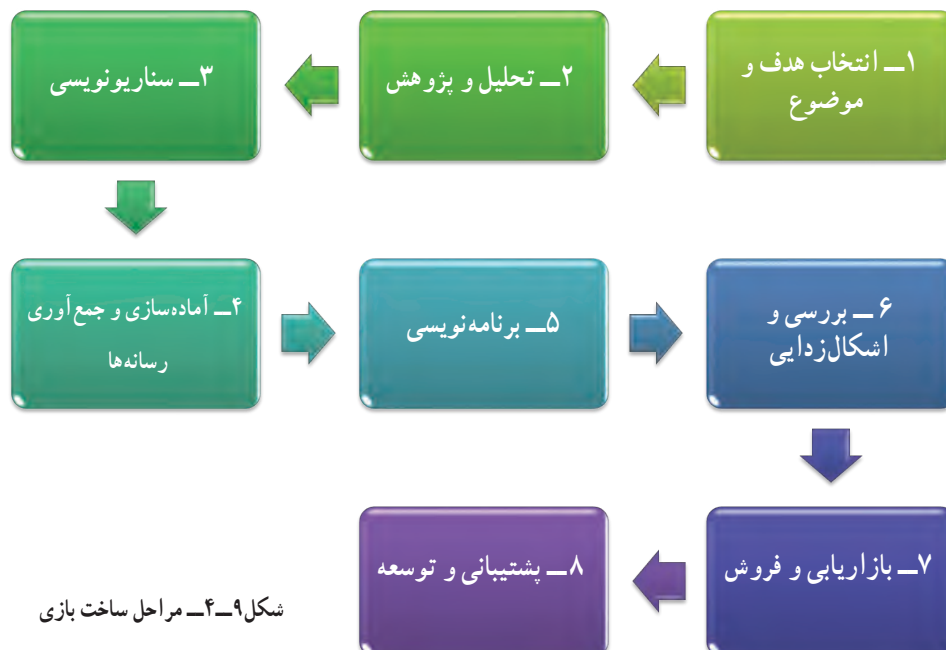 ۱ــ انتخاب هدف و
موضوع
۲ــ تحلیل و پژوهش
۳ــ سناریونویسی
۴ــ آماده‌سازی و جمع‌آوری
رسانه‌ها
۵ــ برنامه‌نویسی
۶ ــ بررسی و
اشکال‌زدایی
۷ــ بازاریابی و فروش
۸ــ پشتیبانی و توسعه
شکل۹ــ۴ــ مراحل ساخت بازی